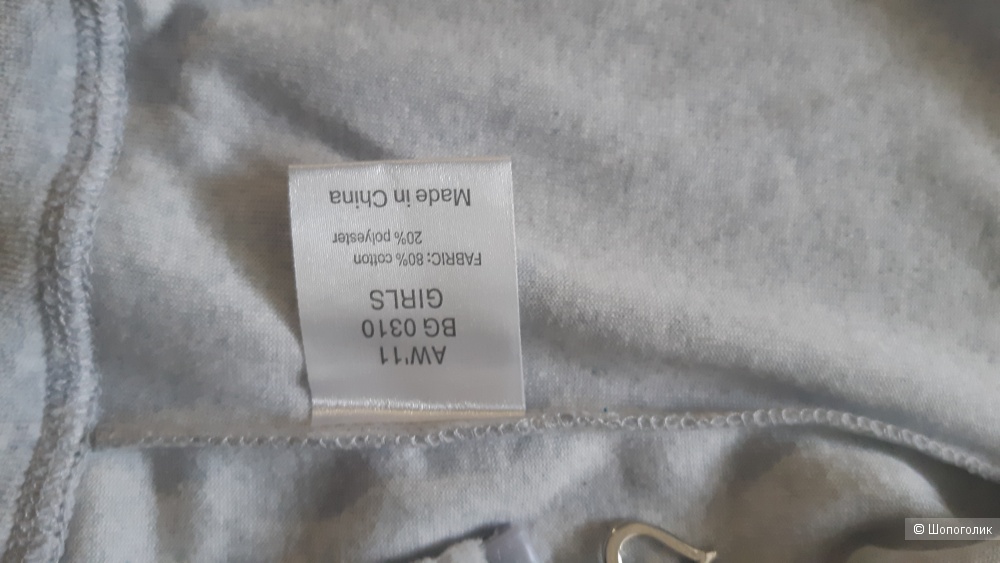 AW'11
BG 0310
GIRLS
FABRIC: 80% cotton
20% polyester
Made in China
© Шопоголик